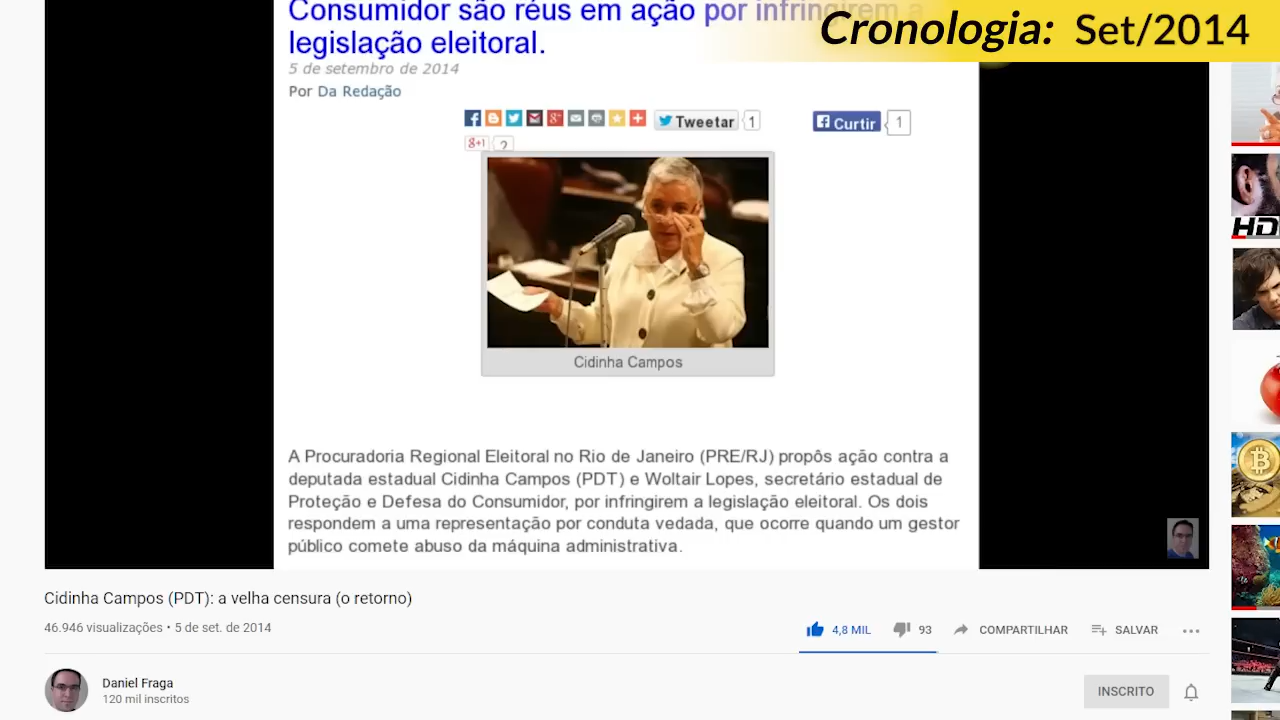 Consumidor são réus em ação por infringirem a
Cronologia: Set/2014
legislação eleitoral.
5 de setembro de 2014
Por Da Redação
Tweetar 1
Curtir 1
g+1 2
Cidinha Campos
HD
A Procuradoria Regional Eleitoral no Rio de Janeiro (PRE/RJ) propôs ação contra a
deputada estadual Cidinha Campos (PDT) e Woltair Lopes, secretário estadual de
Proteção e Defesa do Consumidor, por infringirem a legislação eleitoral. Os dois
respondem a uma representação por conduta vedada, que ocorre quando um gestor
público comete abuso da máquina administrativa.
Cidinha Campos (PDT): a velha censura (o retorno)
46.946 visualizações • 5 de set. de 2014
4,8 MIL 93 COMPARTILHAR SALVAR
Daniel Fraga
120 mil inscritos
INSCRITO